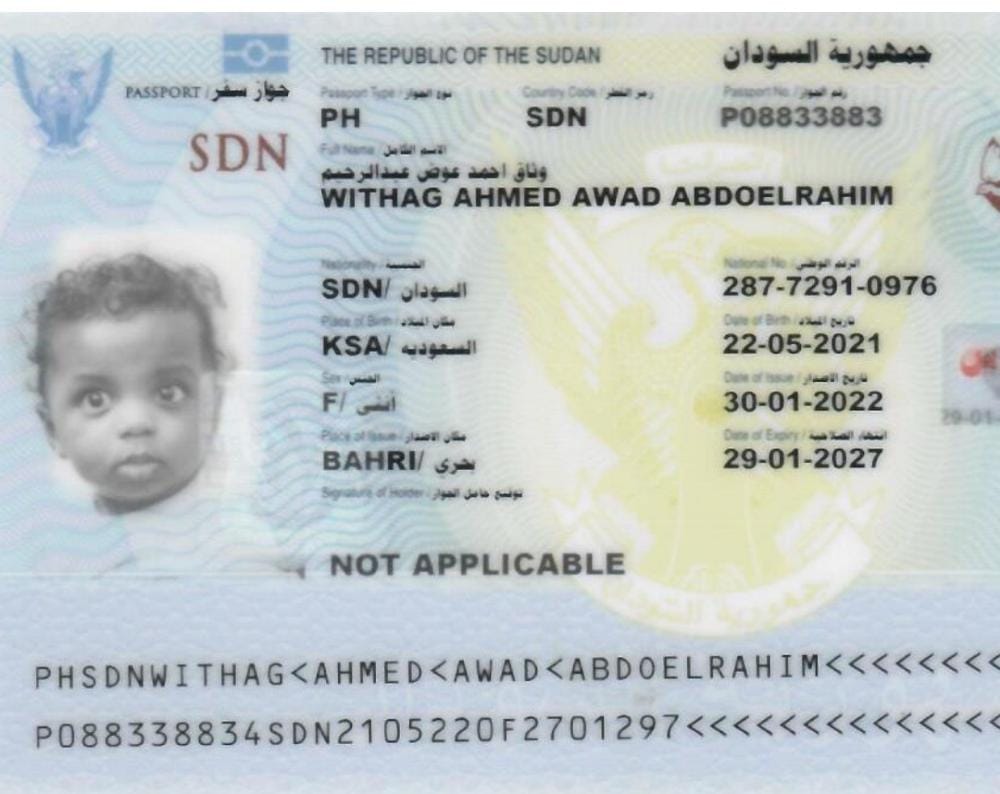 THE REPUBLIC OF THE SUDAN جمهورية السودان
PASSPORT / جواز سفر
SDN
Passport Type / نوع الجواز Country Code / رمز القطر Passport No. / رقم الجواز
PH SDN P08833883
Full Name / الاسم الكامل
وثاق احمد عوض عبدالرحيم
WITHAG AHMED AWAD ABDOELRAHIM
Nationality / الجنسية National No / الرقم الوطني
SDN/ السودان 287-7291-0976
Place of Birth / مكان الميلاد Date of Birth / تاريخ الميلاد
KSA/ السعوديه 22-05-2021
Sex / الجنس Date of Issue / تاريخ الاصدار
F/ أنثى 30-01-2022
Place of Issue / مكان الاصدار Date of Expiry / انتهاء الصلاحية
BAHRI/ بحري 29-01-2027
Signature of Holder / توقيع حامل الجواز
NOT APPLICABLE
جمهورية السودان
PHSDNWITHAG<AHMED<AWAD<ABDOELRAHIM<<<<<<<<
P088338834SDN2105220F2701297<<<<<<<<<<<<<<